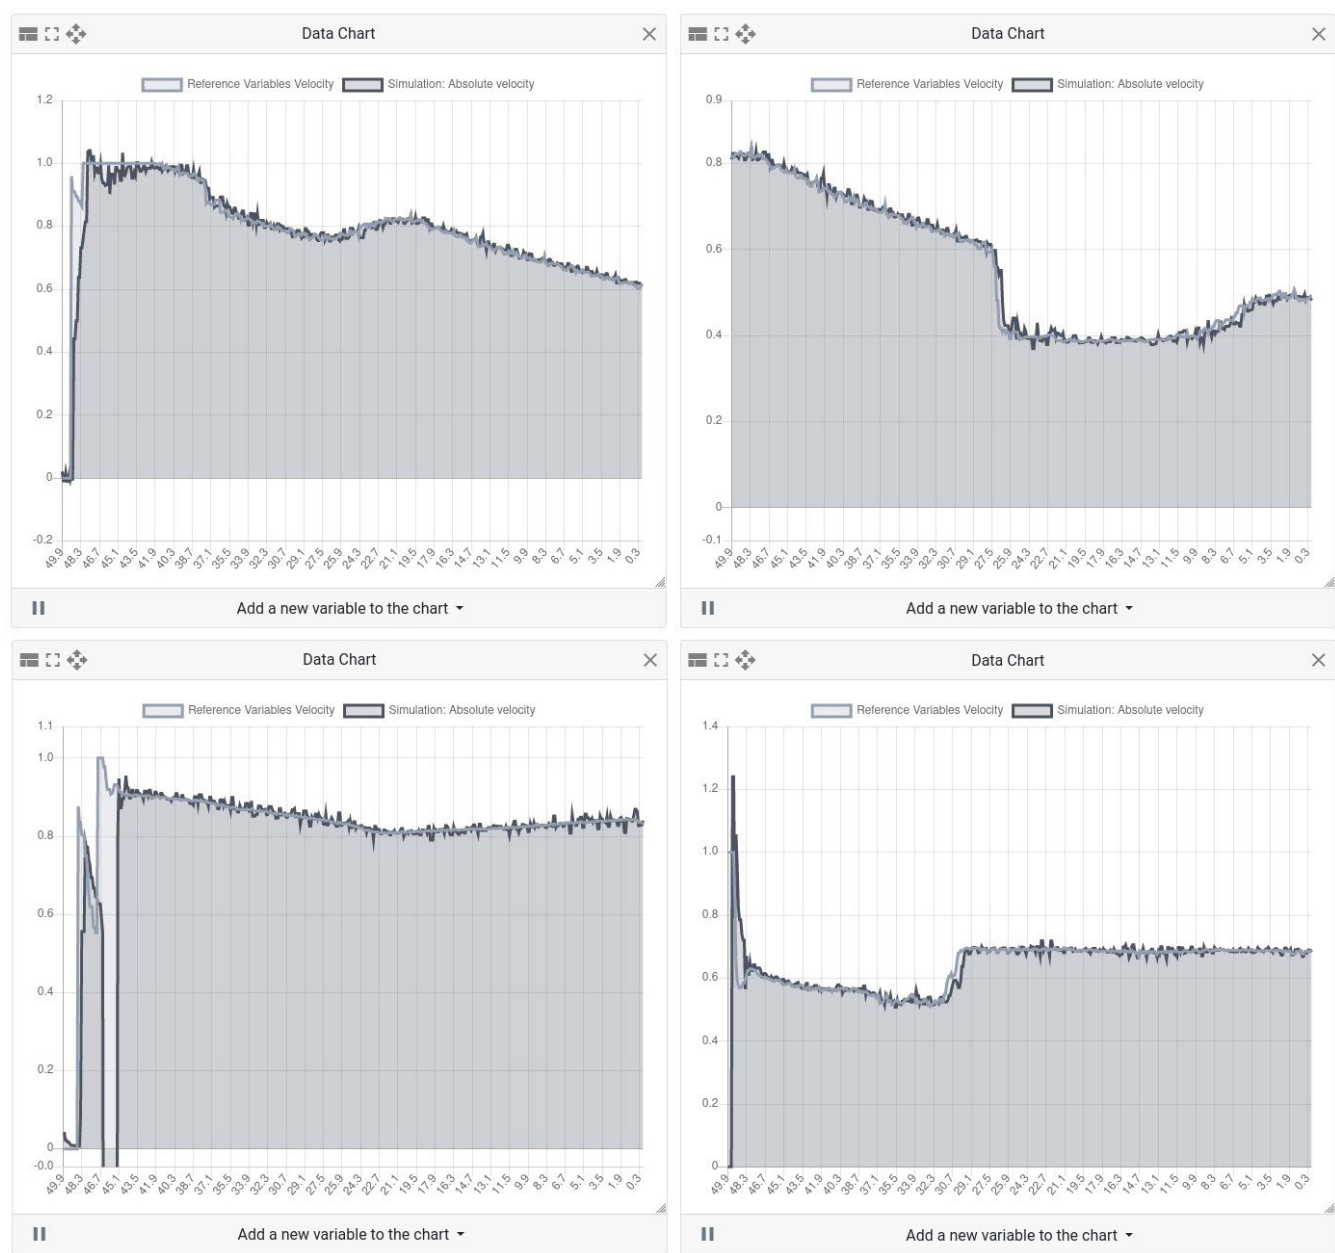 Data Chart
Reference Variables Velocity Simulation: Absolute velocity
1.2
1.0
0.8
0.6
0.4
0.2
0
-0.2
49.9 48.3 46.7 45.1 43.5 41.9 40.3 38.7 37.1 35.5 33.9 32.3 30.7 29.1 27.5 25.9 24.3 22.7 21.1 19.5 17.9 16.3 14.7 13.1 11.5 9.9 8.3 6.7 5.1 3.5 1.9 0.3
Add a new variable to the chart
Data Chart
Reference Variables Velocity Simulation: Absolute velocity
0.9
0.8
0.6
0.4
0.2
0
-0.1
49.9 48.3 46.7 45.1 43.5 41.9 40.3 38.7 37.1 35.5 33.9 32.3 30.7 29.1 27.5 25.9 24.3 22.7 21.1 19.5 17.9 16.3 14.7 13.1 11.5 9.9 8.3 6.7 5.1 3.5 1.9 0.3
Add a new variable to the chart
Data Chart
Reference Variables Velocity Simulation: Absolute velocity
1.1
1.0
0.8
0.6
0.4
0.2
0
-0.0
49.9 48.3 46.7 45.1 43.5 41.9 40.3 38.7 37.1 35.5 33.9 32.3 30.7 29.1 27.5 25.9 24.3 22.7 21.1 19.5 17.9 16.3 14.7 13.1 11.5 9.9 8.3 6.7 5.1 3.5 1.9 0.3
Add a new variable to the chart
Data Chart
Reference Variables Velocity Simulation: Absolute velocity
1.4
1.2
1.0
0.8
0.6
0.4
0.2
0
49.9 48.3 46.7 45.1 43.5 41.9 40.3 38.7 37.1 35.5 33.9 32.3 30.7 29.1 27.5 25.9 24.3 22.7 21.1 19.5 17.9 16.3 14.7 13.1 11.5 9.9 8.3 6.7 5.1 3.5 1.9 0.3
Add a new variable to the chart